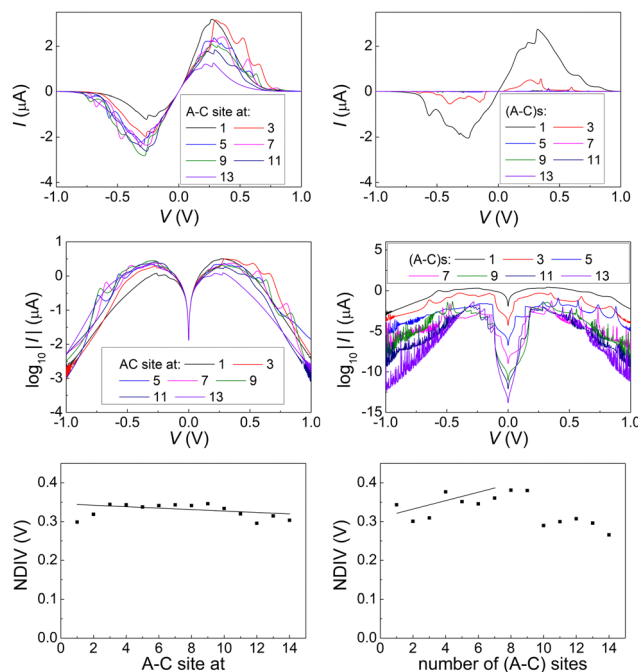 2
0
-2
-4
I (μA)
A-C site at:
1 3
5 7
9 11
13
-1.0 -0.5 0.0 0.5 1.0
V (V)
2
0
-2
-4
I (μA)
(A-C)s:
1 3
5 7
9 11
13
-1.0 -0.5 0.0 0.5 1.0
V (V)
1
0
-1
-2
-3
-4
log10 |I| (μA)
AC site at: 1 3
5 7 9
11 13
-1.0 -0.5 0.0 0.5 1.0
V (V)
5
0
-5
-10
-15
log10 |I| (μA)
(A-C)s: 1 3 5
7 9 11 13
-1.0 -0.5 0.0 0.5 1.0
V (V)
0.4
0.3
0.2
0.1
0.0
NDIV (V)
0 2 4 6 8 10 12 14
A-C site at
0.4
0.3
0.2
0.1
0.0
NDIV (V)
0 2 4 6 8 10 12 14
number of (A-C) sites